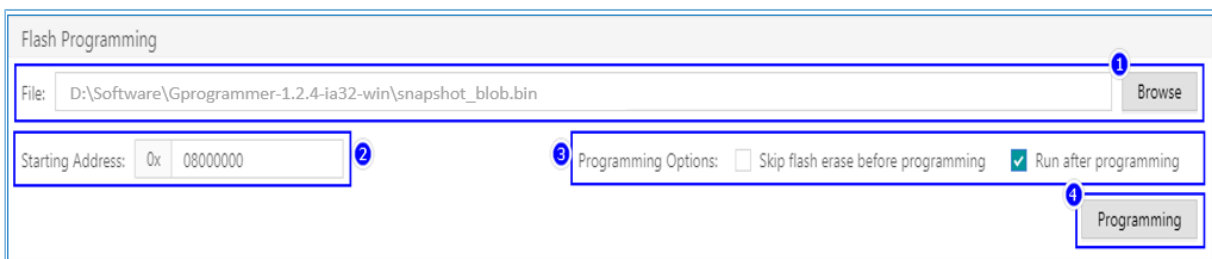 Flash Programming
1
File: D:\Software\Gprogrammer-1.2.4-ia32-win\snapshot_blob.bin Browse
Starting Address: 0x 08000000 2 3 Programming Options: Skip flash erase before programming Run after programming
4
Programming